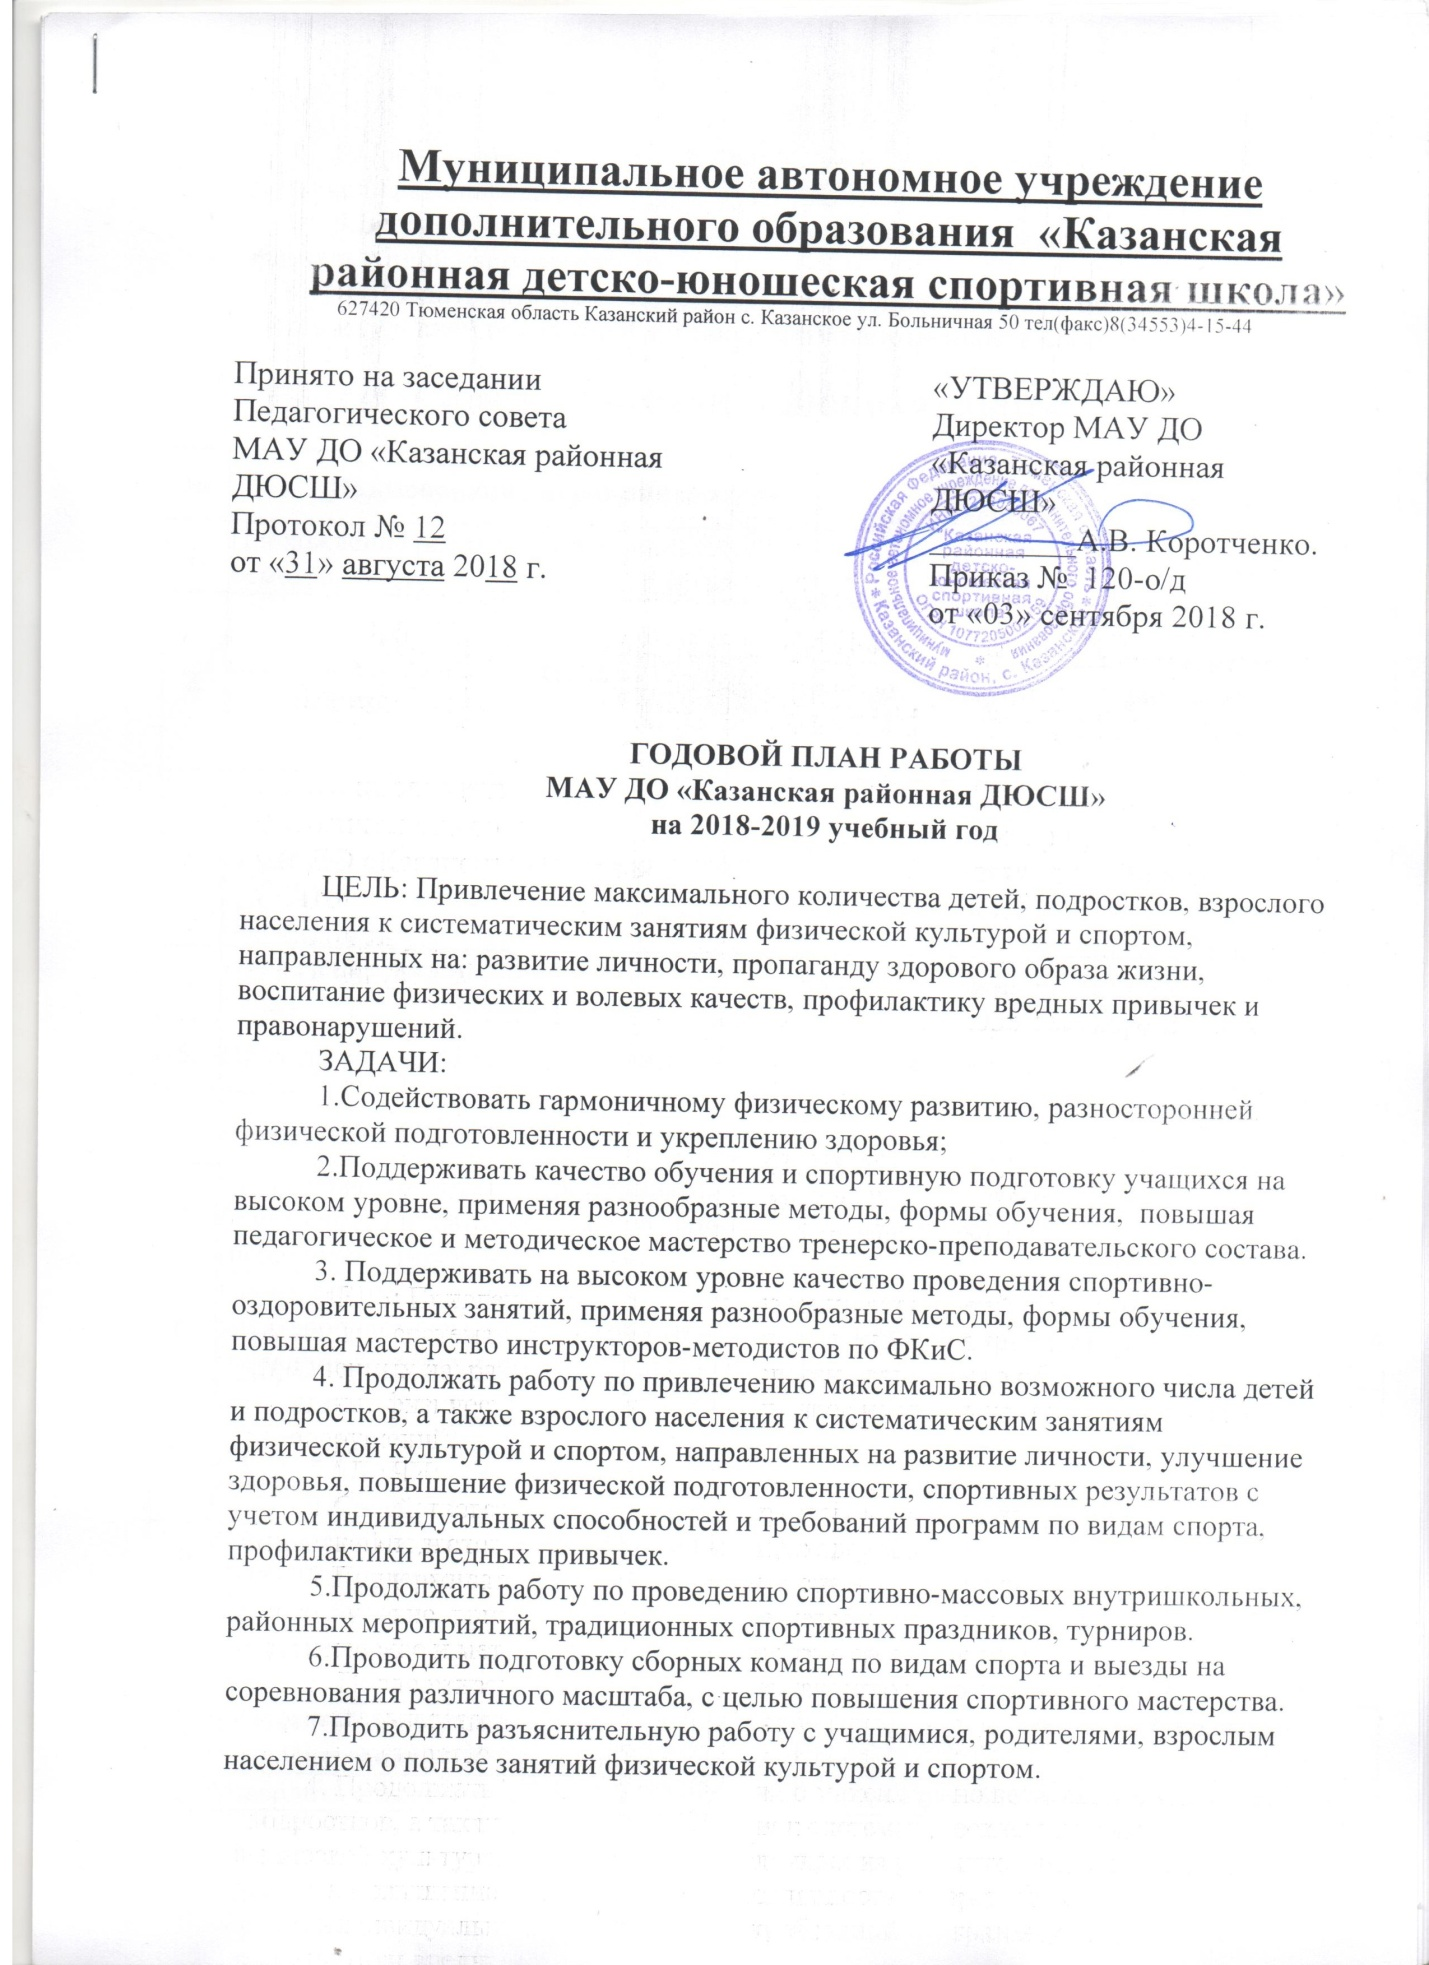 Муниципальное автономное учреждение
дополнительного образования «Казанская
районная детско-юношеская спортивная школа»
627420 Тюменская область Казанский район с. Казанское ул. Больничная 50 тел(факс)8(34553)4-15-44
Принято на заседании
Педагогического совета
МАУ ДО «Казанская районная
ДЮСШ»
Протокол № 12
от «31» августа 2018 г.
«УТВЕРЖДАЮ»
Директор МАУ ДО
«Казанская районная
ДЮСШ»
_________А.В. Коротченко.
Приказ № 120-о/д
от «03» сентября 2018 г.
Казанская
районная
детско-
юношеская
спортивная
школа
Казанский район, с. Казанское
ГОДОВОЙ ПЛАН РАБОТЫ
МАУ ДО «Казанская районная ДЮСШ»
на 2018-2019 учебный год
ЦЕЛЬ: Привлечение максимального количества детей, подростков, взрослого
населения к систематическим занятиям физической культурой и спортом,
направленных на: развитие личности, пропаганду здорового образа жизни,
воспитание физических и волевых качеств, профилактику вредных привычек и
правонарушений.
ЗАДАЧИ:
1.Содействовать гармоничному физическому развитию, разносторонней
физической подготовленности и укреплению здоровья;
2.Поддерживать качество обучения и спортивную подготовку учащихся на
высоком уровне, применяя разнообразные методы, формы обучения, повышая
педагогическое и методическое мастерство тренерско-преподавательского состава.
3. Поддерживать на высоком уровне качество проведения спортивно-
оздоровительных занятий, применяя разнообразные методы, формы обучения,
повышая мастерство инструкторов-методистов по ФКиС.
4. Продолжать работу по привлечению максимально возможного числа детей
и подростков, а также взрослого населения к систематическим занятиям
физической культурой и спортом, направленных на развитие личности, улучшение
здоровья, повышение физической подготовленности, спортивных результатов с
учетом индивидуальных способностей и требований программ по видам спорта,
профилактики вредных привычек.
5.Продолжать работу по проведению спортивно-массовых внутришкольных,
районных мероприятий, традиционных спортивных праздников, турниров.
6.Проводить подготовку сборных команд по видам спорта и выезды на
соревнования различного масштаба, с целью повышения спортивного мастерства.
7.Проводить разъяснительную работу с учащимися, родителями, взрослым
населением о пользе занятий физической культурой и спортом.